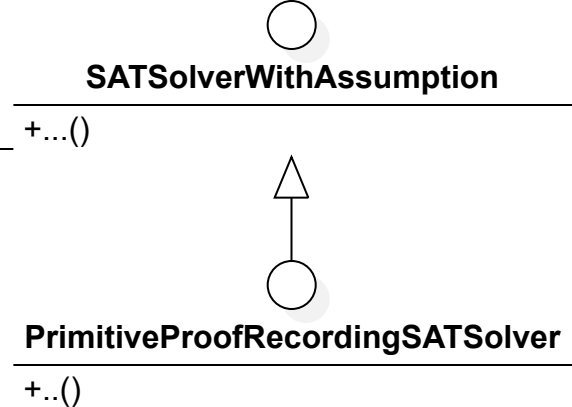 SATSolverWithAssumption
+...()
PrimitiveProofRecordingSATSolver
+..()